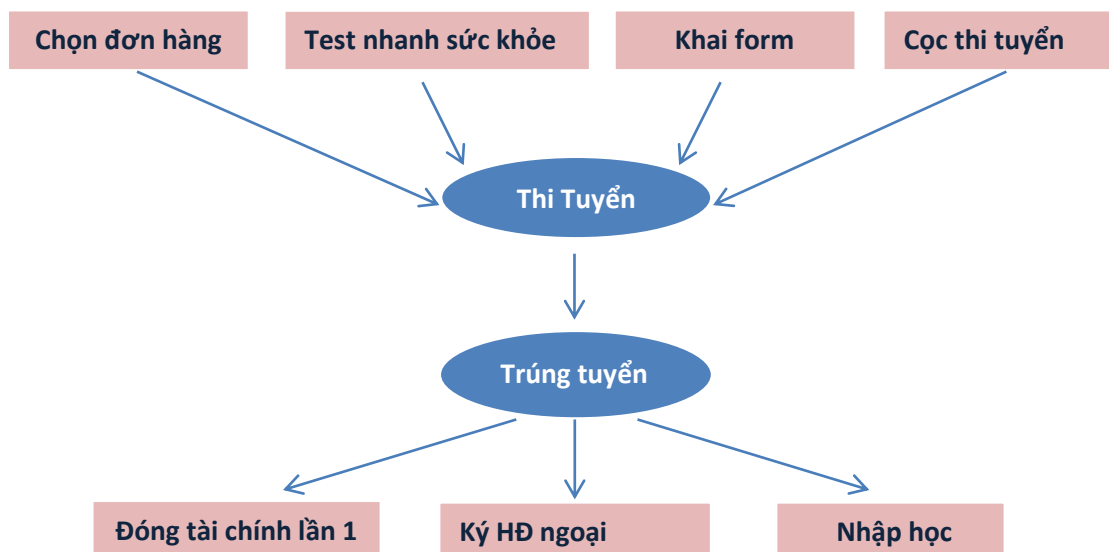 Chọn đơn hàng
Test nhanh sức khỏe
Khai form
Cọc thi tuyển
Thi Tuyển
Trúng tuyển
Đóng tài chính lần 1
Ký HĐ ngoại
Nhập học